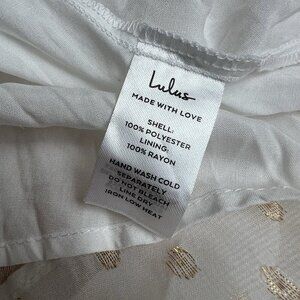 Lulus
MADE WITH LOVE
SHELL:
100% POLYESTER
LINING:
100% RAYON
HAND WASH COLD
SEPARATELY
DO NOT BLEACH
LINE DRY
IRON LOW HEAT